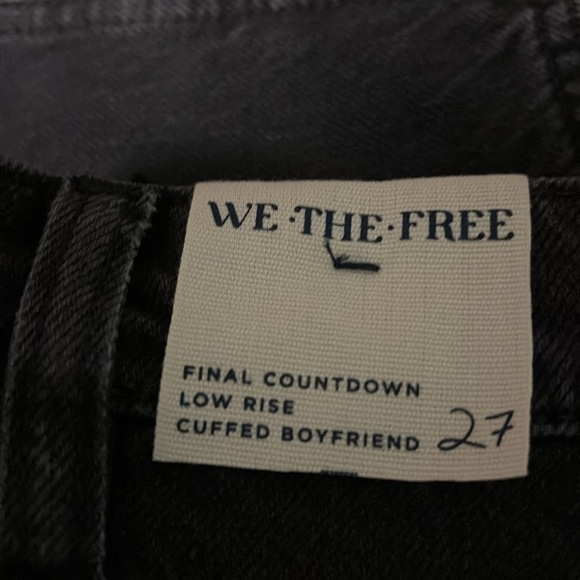 WE·THE·FREE
FINAL COUNTDOWN
LOW RISE
CUFFED BOYFRIEND 27